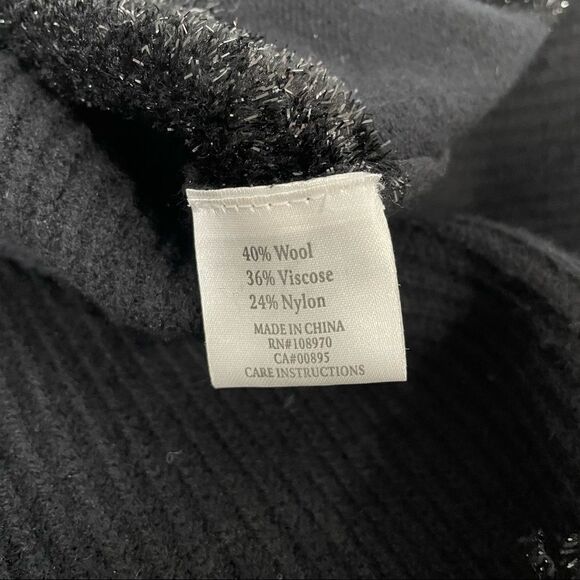 40% Wool
36% Viscose
24% Nylon
MADE IN CHINA
RN#108970
CA#00895
CARE INSTRUCTIONS